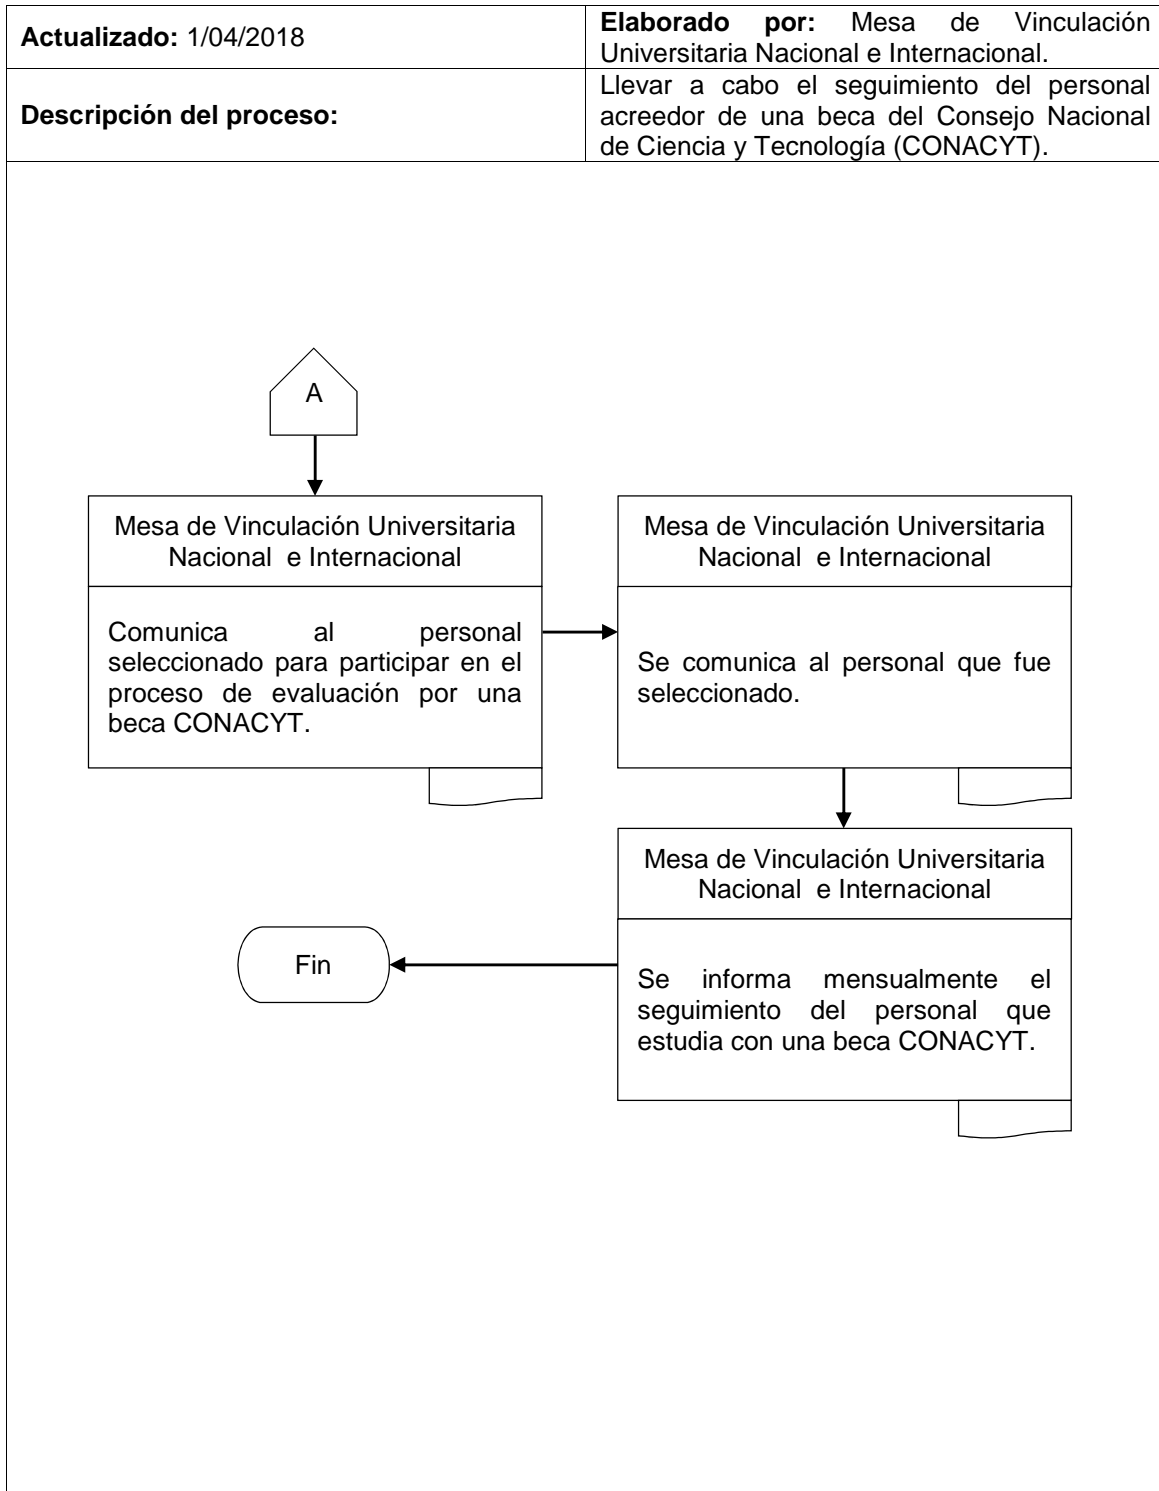 Actualizado: 1/04/2018
Elaborado por: Mesa de Vinculación
Universitaria Nacional e Internacional.
Descripción del proceso:
Llevar a cabo el seguimiento del personal
acreedor de una beca del Consejo Nacional
de Ciencia y Tecnología (CONACYT).
A
Mesa de Vinculación Universitaria
Nacional e Internacional
Comunica al personal
seleccionado para participar en el
proceso de evaluación por una
beca CONACYT.
Mesa de Vinculación Universitaria
Nacional e Internacional
Se comunica al personal que fue
seleccionado.
Mesa de Vinculación Universitaria
Nacional e Internacional
Se informa mensualmente el
seguimiento del personal que
estudia con una beca CONACYT.
Fin